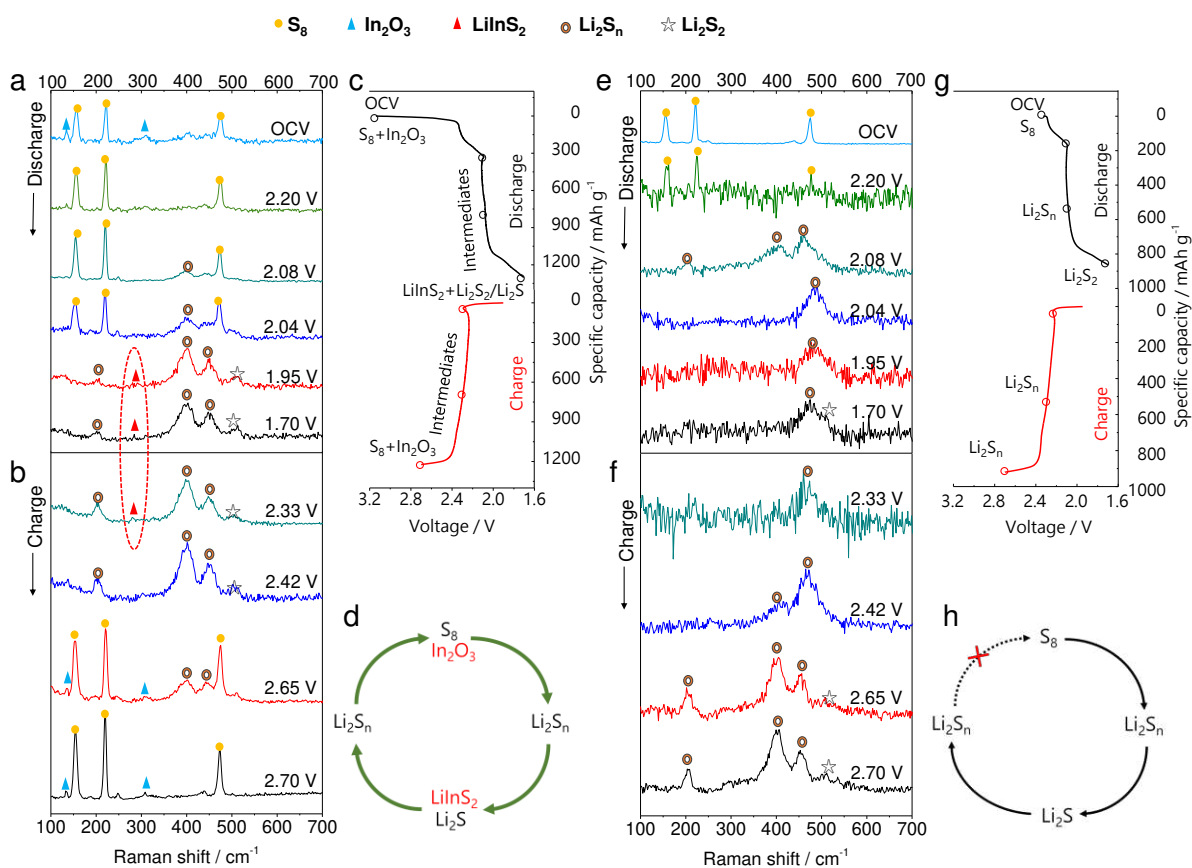 S8 In2O3 LiInS2 Li2Sn Li2S2
a
100 200 300 400 500 600 700
Discharge
OCV
2.20 V
2.08 V
2.04 V
1.95 V
1.70 V
b
Charge
2.33 V
2.42 V
2.65 V
2.70 V
100 200 300 400 500 600 700
Raman shift / cm-1
c
OCV
S8+In2O3
Intermediates
Discharge
LiInS2+Li2S2/Li2S
Intermediates
Charge
S8+In2O3
0
300
600
900
1200
0
300
600
900
1200
Specific capacity / mAh g-1
3.2 2.8 2.4 2.0 1.6
Voltage / V
d
S8
In2O3
Li2Sn
Li2Sn
LiInS2
Li2S
e
100 200 300 400 500 600 700
Discharge
OCV
2.20 V
2.08 V
2.04 V
1.95 V
1.70 V
f
Charge
2.33 V
2.42 V
2.65 V
2.70 V
100 200 300 400 500 600 700
Raman shift / cm-1
g
OCV
S8
Li2Sn
Discharge
Li2S2
Li2Sn
Charge
Li2Sn
0
200
400
600
800
1000
0
200
400
600
800
1000
Specific capacity / mAh g-1
3.2 2.8 2.4 2.0 1.6
Voltage / V
h
S8
Li2Sn
Li2Sn
Li2S